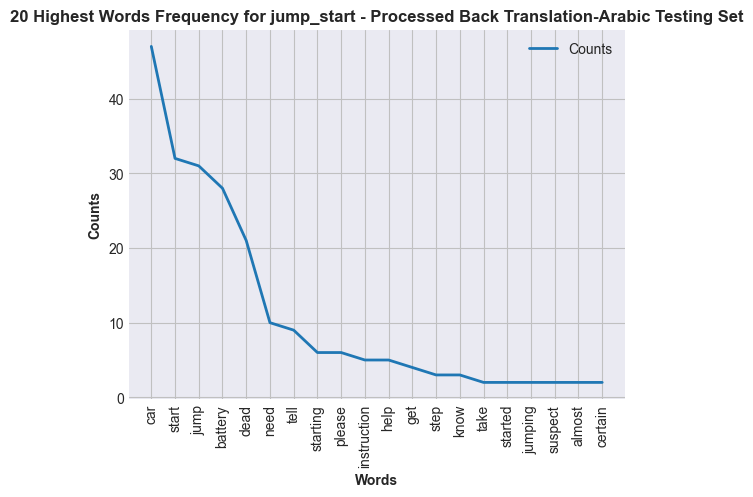 20 Highest Words Frequency for jump_start - Processed Back Translation-Arabic Testing Set
Counts
40
30
20
10
0
Counts
car
start
jump
battery
dead
need
tell
starting
please
instruction
help
get
step
know
take
started
jumping
suspect
almost
certain
Words